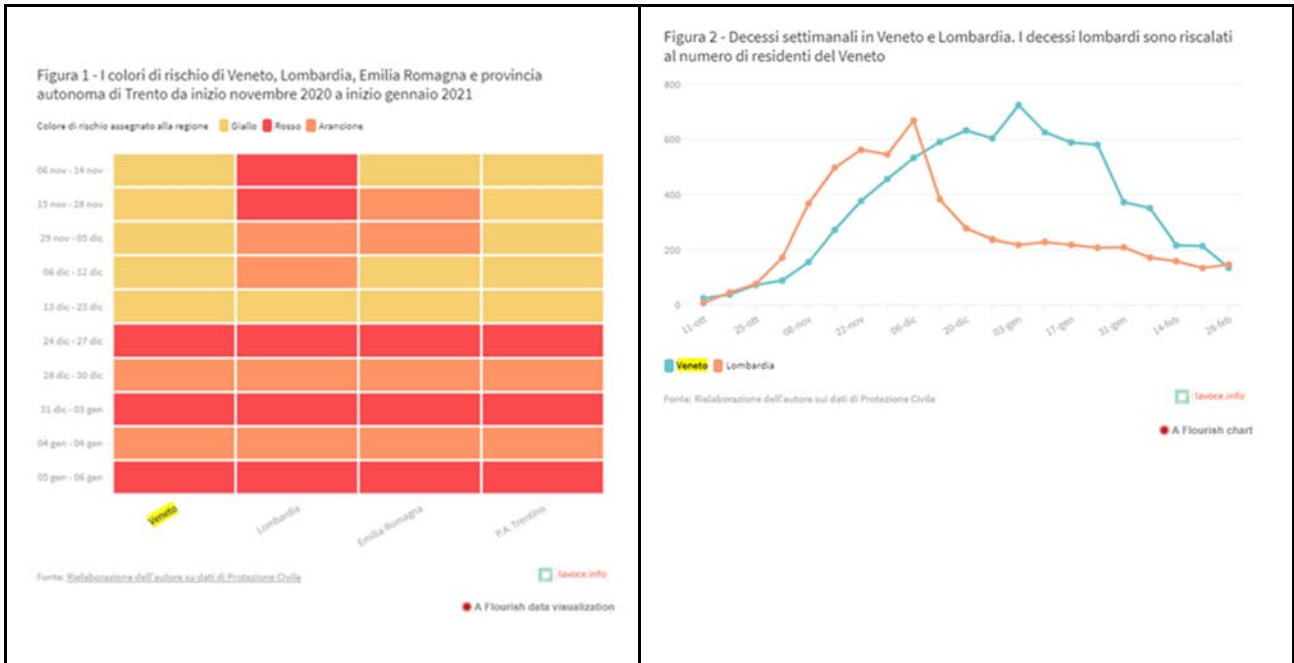 Figura 1 - I colori di rischio di Veneto, Lombardia, Emilia Romagna e provincia
autonoma di Trento da inizio novembre 2020 a inizio gennaio 2021
Colore di rischio assegnato alla regione Giallo Rosso Arancione
06 nov - 14 nov
15 nov - 28 nov
29 nov - 05 dic
06 dic - 12 dic
13 dic - 23 dic
24 dic - 27 dic
28 dic - 30 dic
31 dic - 03 gen
04 gen - 04 gen
05 gen - 06 gen
Veneto
Lombardia
Emilia Romagna
P.A. Trentino
Fonte: Rielaborazione dell'autore su dati di Protezione Civile
lavoce.info
A Flourish data visualization
Figura 2 - Decessi settimanali in Veneto e Lombardia. I decessi lombardi sono riscalati
al numero di residenti del Veneto
800
600
400
200
0
11-ott
25-ott
08-nov
22-nov
06-dic
20-dic
03-gen
17-gen
31-gen
14-feb
28-feb
Veneto Lombardia
Fonte: Rielaborazione dell'autore sui dati di Protezione Civile
lavoce.info
A Flourish chart